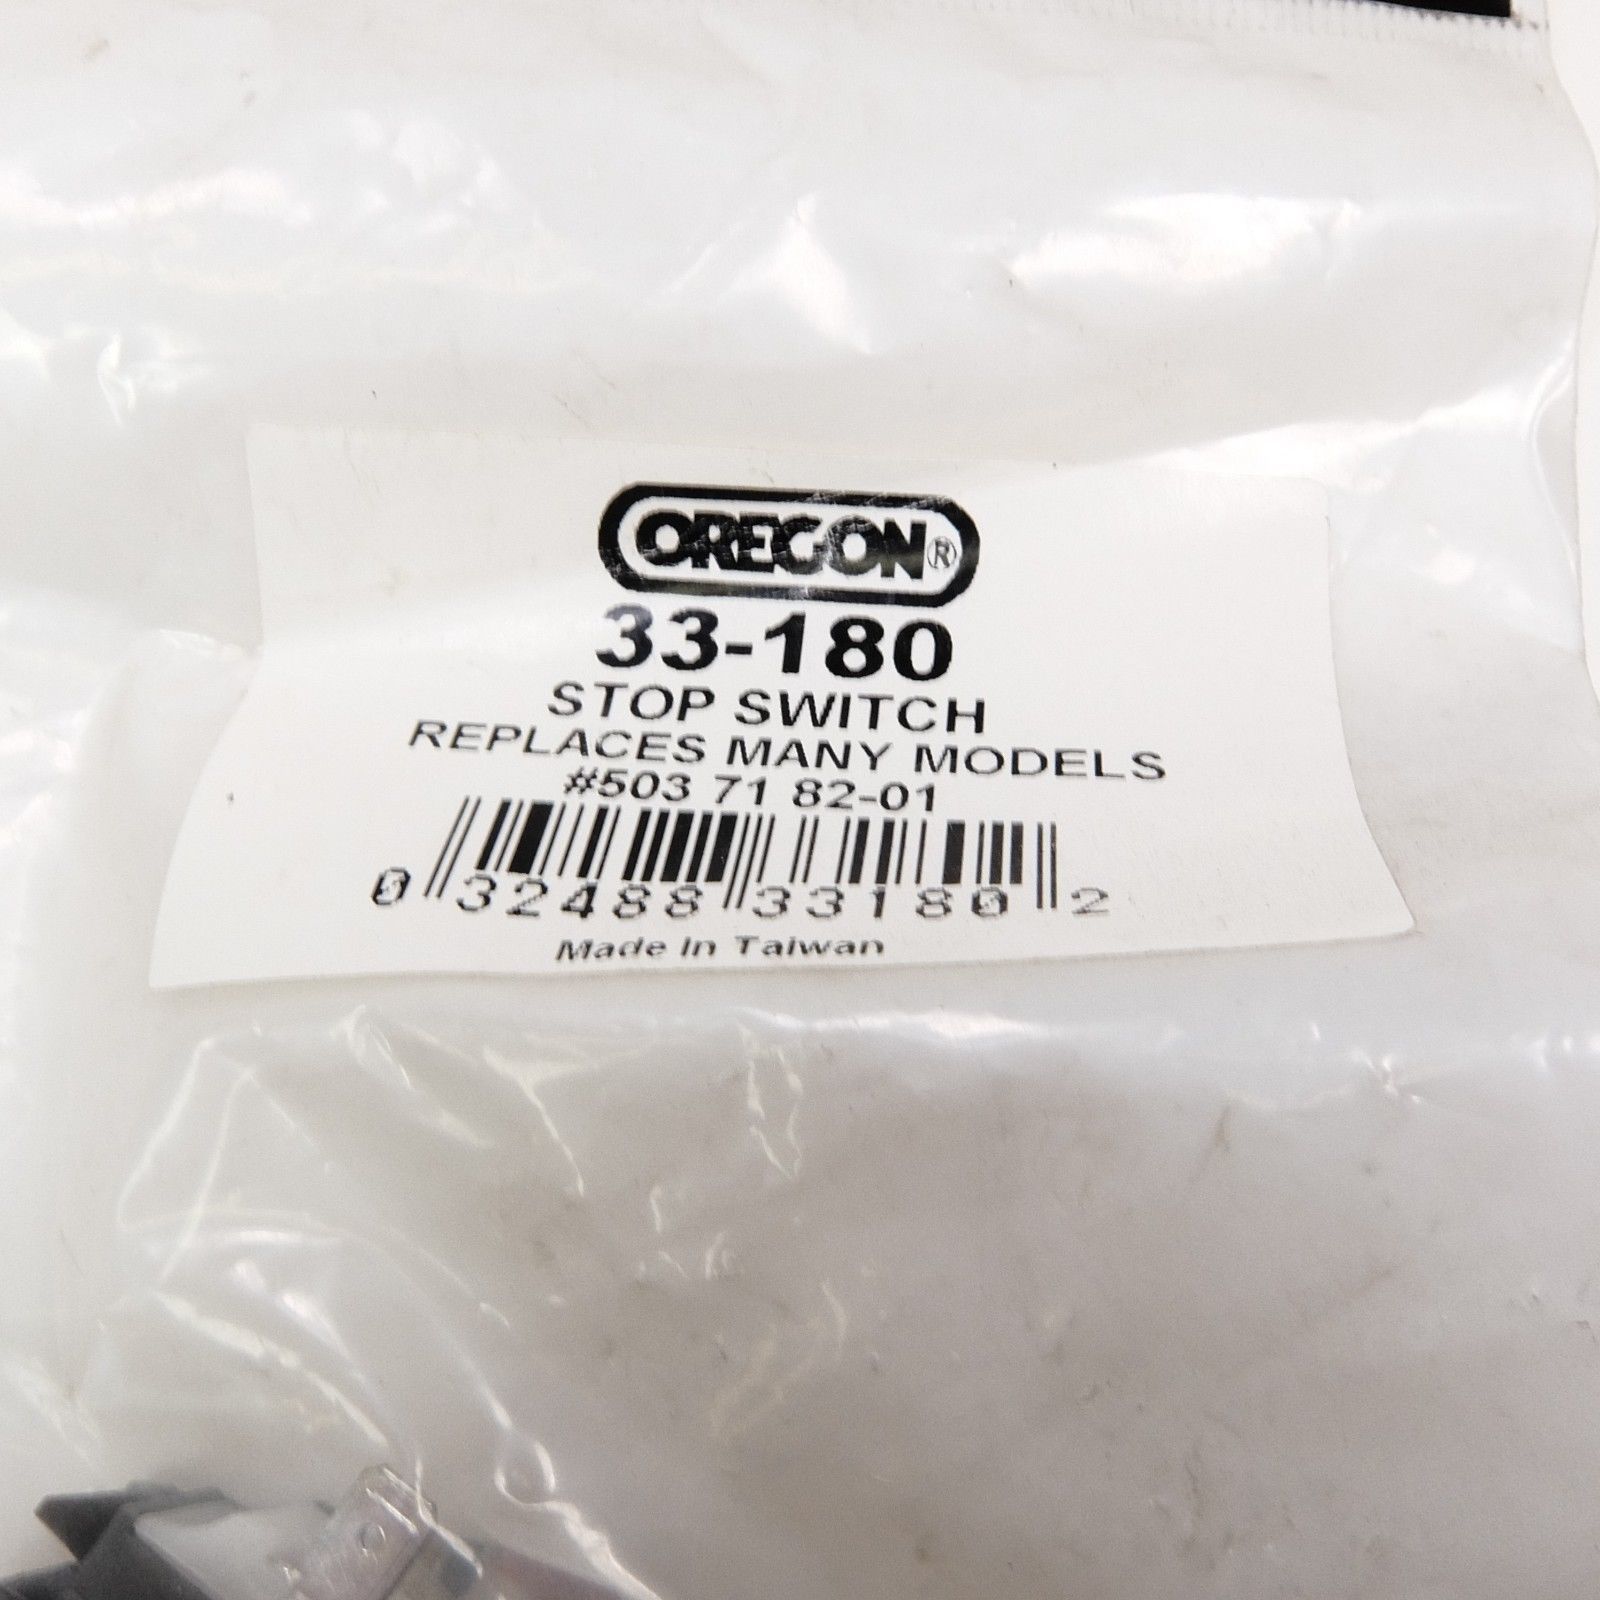 OREGON®
33-180
STOP SWITCH
REPLACES MANY MODELS
#503 71 82-01
0 32488 33180 2
Made In Taiwan